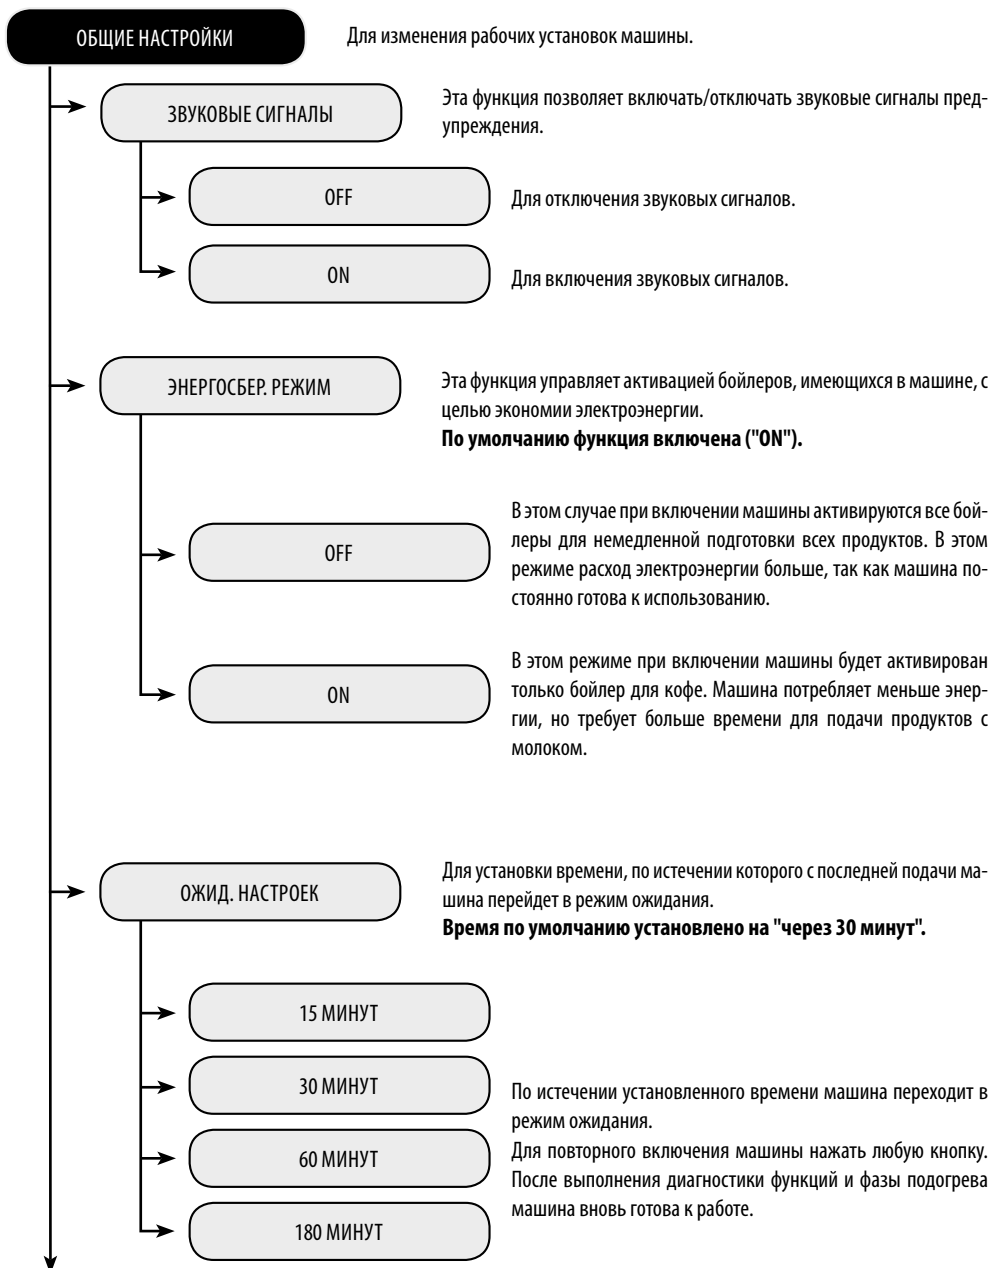 ОБЩИЕ НАСТРОЙКИ
Для изменения рабочих установок машины.
ЗВУКОВЫЕ СИГНАЛЫ
Эта функция позволяет включать/отключать звуковые сигналы пред-
упреждения.
OFF
Для отключения звуковых сигналов.
ON
Для включения звуковых сигналов.
ЭНЕРГОСБЕР. РЕЖИМ
Эта функция управляет активацией бойлеров, имеющихся в машине, с
целью экономии электроэнергии.
По умолчанию функция включена ("ON").
OFF
В этом случае при включении машины активируются все бой-
леры для немедленной подготовки всех продуктов. В этом
режиме расход электроэнергии больше, так как машина по-
стоянно готова к использованию.
ON
В этом режиме при включении машины будет активирован
только бойлер для кофе. Машина потребляет меньше энер-
гии, но требует больше времени для подачи продуктов с
молоком.
ОЖИД. НАСТРОЕК
Для установки времени, по истечении которого с последней подачи ма-
шина перейдет в режим ожидания.
Время по умолчанию установлено на "через 30 минут".
15 МИНУТ
30 МИНУТ
60 МИНУТ
180 МИНУТ
По истечении установленного времени машина переходит в
режим ожидания.
Для повторного включения машины нажать любую кнопку.
После выполнения диагностики функций и фазы подогрева
машина вновь готова к работе.